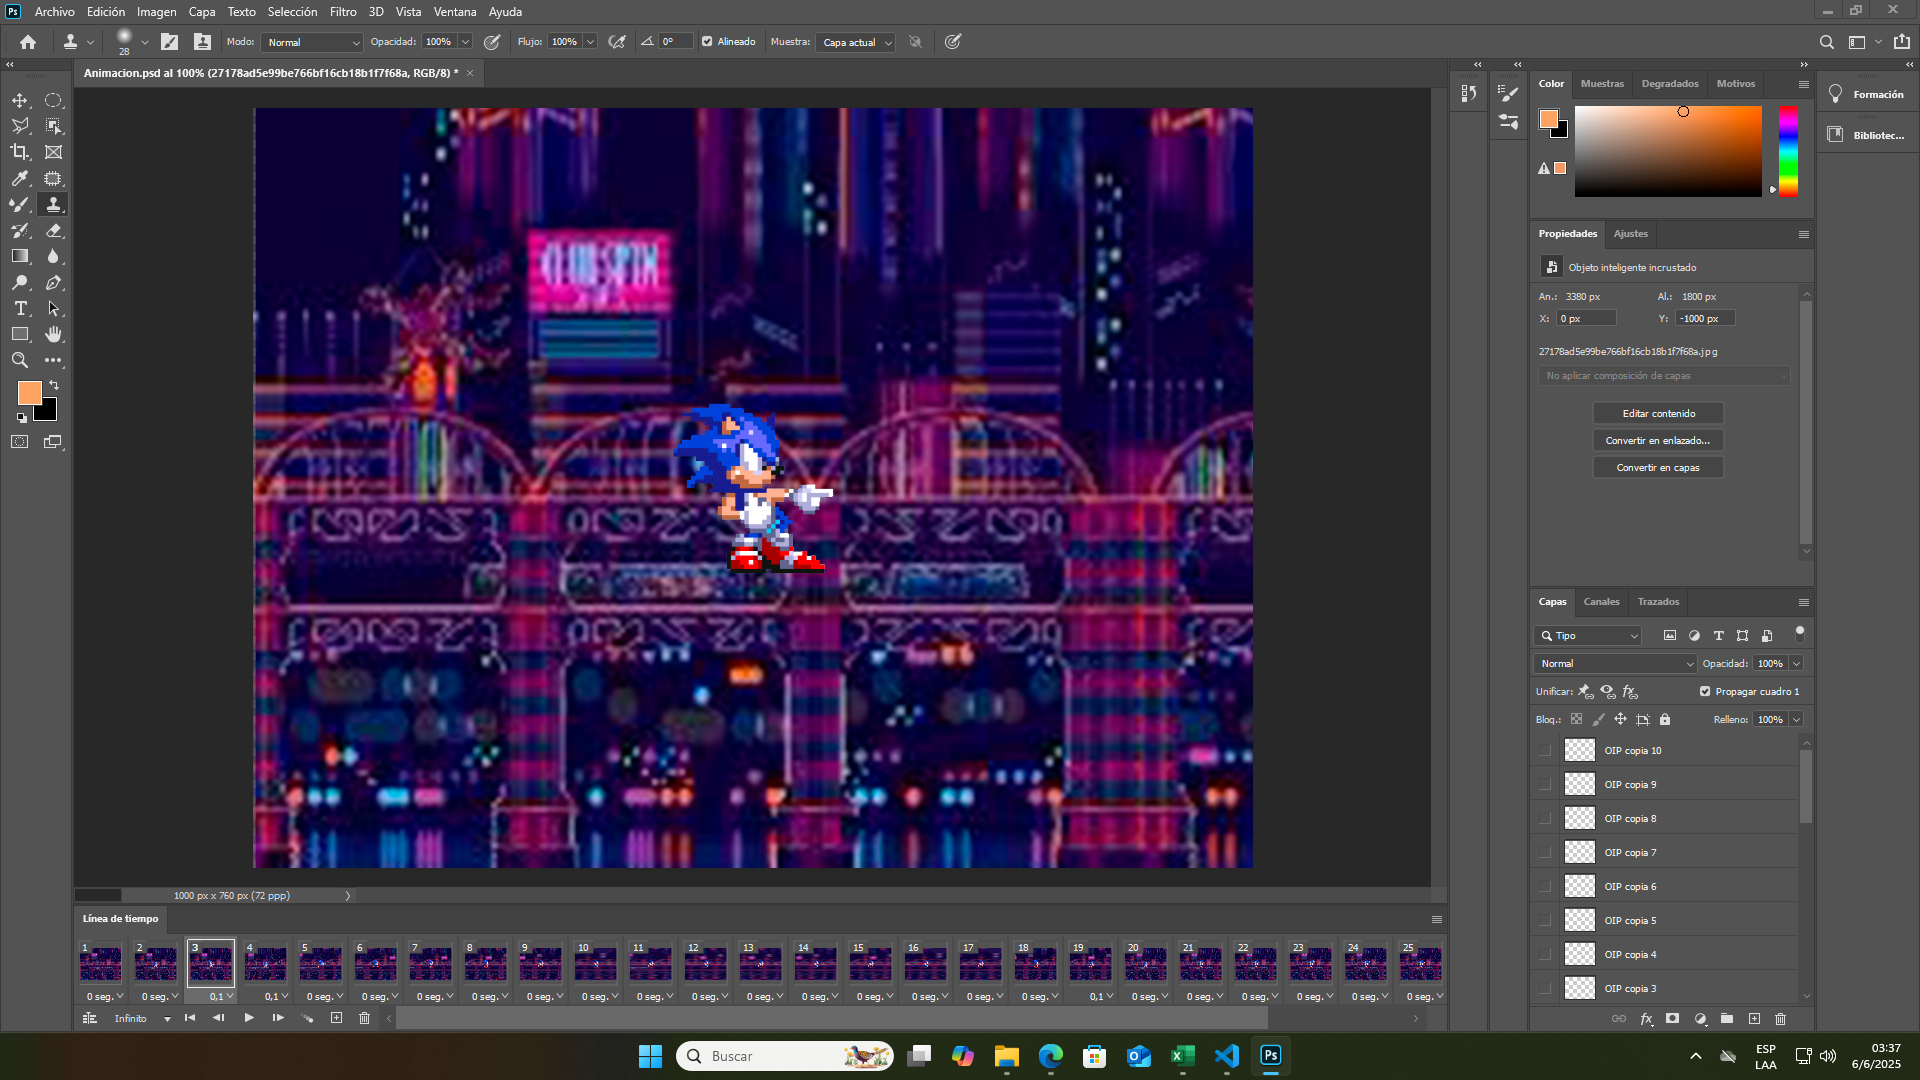 Ps Archivo Edición Imagen Capa Texto Selección Filtro 3D Vista Ventana Ayuda
28 Modo: Normal Opacidad: 100% Flujo: 100% 0° Alineado Muestra: Capa actual
Animacion.psd al 100% (27178ad5e99be766bf16cb18b1f7f68a, RGB/8) *
Color Muestras Degradados Motivos
Formación
Bibliotec...
Propiedades Ajustes
Objeto inteligente incrustado
An.: 3380 px Al.: 1800 px
X: 0 px Y: -1000 px
27178ad5e99be766bf16cb18b1f7f68a.jpg
No aplicar composición de capas
Editar contenido
Convertir en enlazado...
Convertir en capas
Capas Canales Trazados
Tipo
Normal Opacidad: 100%
Unificar: Propagar cuadro 1
Bloq.: Relleno: 100%
OIP copia 10
OIP copia 9
OIP copia 8
OIP copia 7
OIP copia 6
OIP copia 5
OIP copia 4
OIP copia 3
1000 px x 760 px (72 ppp)
Línea de tiempo
1 2 3 4 5 6 7 8 9 10 11 12 13 14 15 16 17 18 19 20 21 22 23 24 25
0 seg. 0 seg. 0,1 0,1 0 seg. 0 seg. 0 seg. 0 seg. 0 seg. 0 seg. 0 seg. 0 seg. 0 seg. 0 seg. 0 seg. 0 seg. 0 seg. 0 seg. 0,1 0 seg. 0 seg. 0 seg. 0 seg. 0 seg. 0 seg.
Infinito
Buscar
Ps
ESP
LAA
03:37
6/6/2025